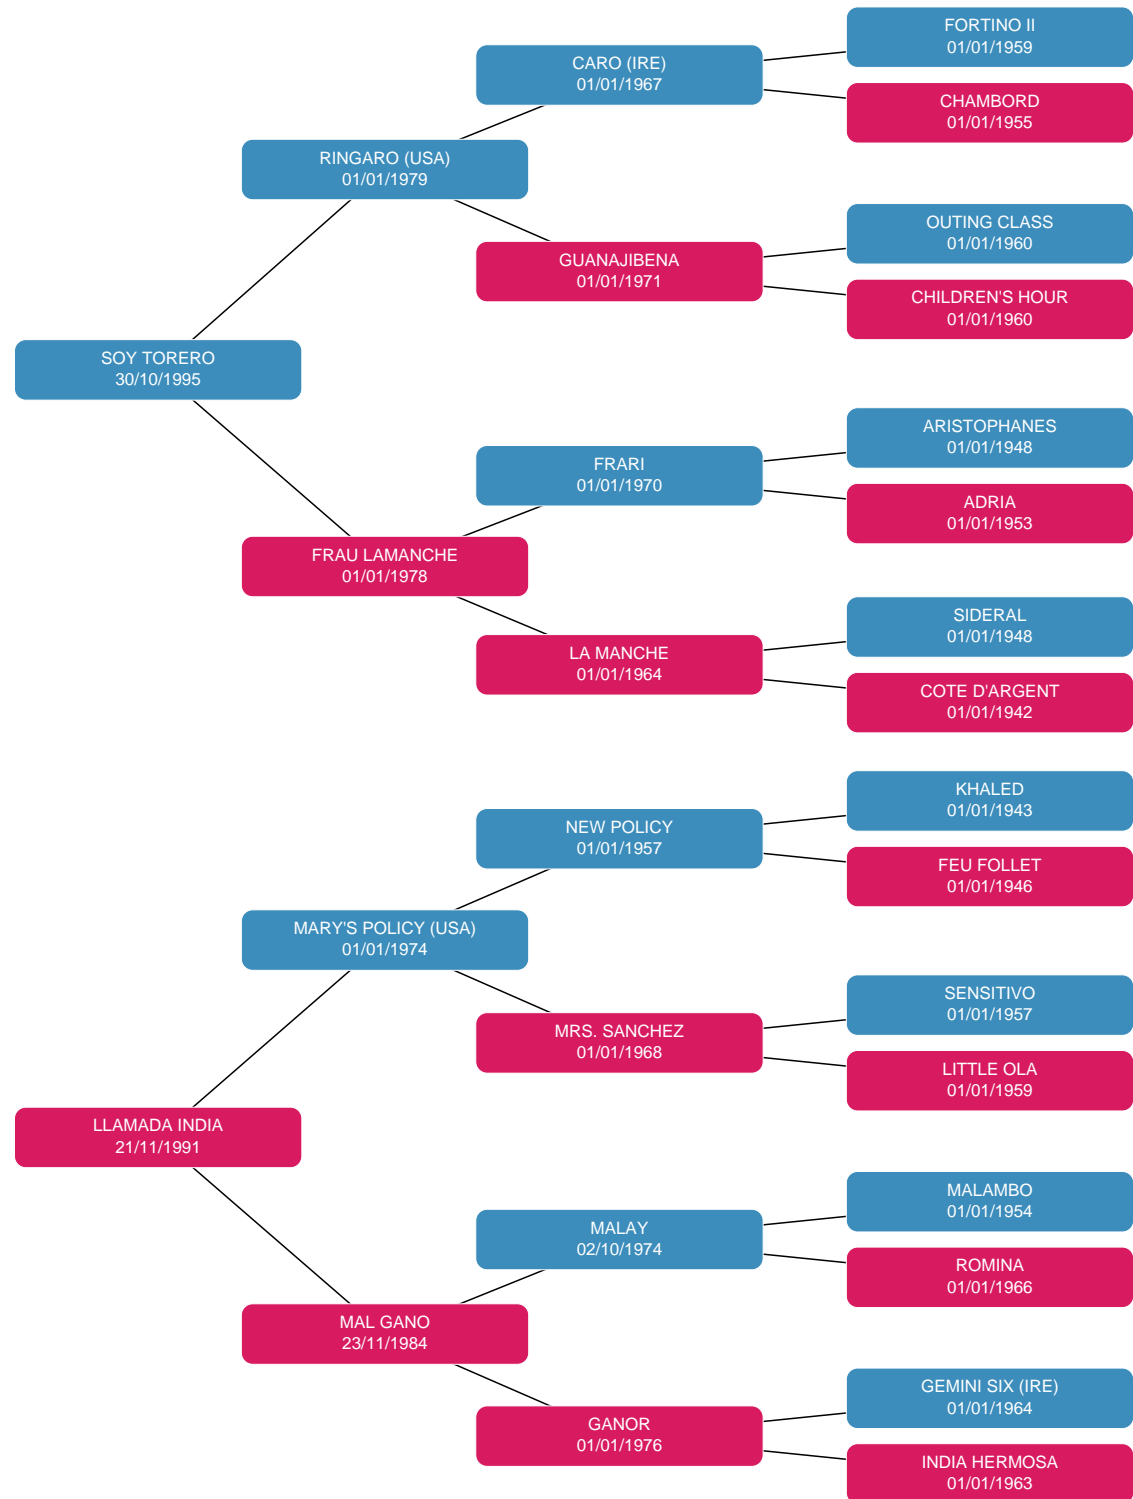 FORTINO II
01/01/1959
CARO (IRE)
01/01/1967
CHAMBORD
01/01/1955
RINGARO (USA)
01/01/1979
OUTING CLASS
01/01/1960
GUANAJIBENA
01/01/1971
CHILDREN'S HOUR
01/01/1960
SOY TORERO
30/10/1995
ARISTOPHANES
01/01/1948
FRARI
01/01/1970
ADRIA
01/01/1953
FRAU LAMANCHE
01/01/1978
SIDERAL
01/01/1948
LA MANCHE
01/01/1964
COTE D'ARGENT
01/01/1942
KHALED
01/01/1943
NEW POLICY
01/01/1957
FEU FOLLET
01/01/1946
MARY'S POLICY (USA)
01/01/1974
SENSITIVO
01/01/1957
MRS. SANCHEZ
01/01/1968
LITTLE OLA
01/01/1959
LLAMADA INDIA
21/11/1991
MALAMBO
01/01/1954
MALAY
02/10/1974
ROMINA
01/01/1966
MAL GANO
23/11/1984
GEMINI SIX (IRE)
01/01/1964
GANOR
01/01/1976
INDIA HERMOSA
01/01/1963